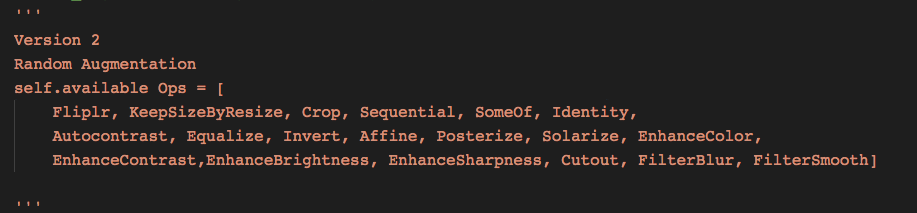 '''
Version 2
Random Augmentation
self.available Ops = [
Fliplr, KeepSizeByResize, Crop, Sequential, SomeOf, Identity,
Autocontrast, Equalize, Invert, Affine, Posterize, Solarize, EnhanceColor,
EnhanceContrast,EnhanceBrightness, EnhanceSharpness, Cutout, FilterBlur, FilterSmooth]
'''